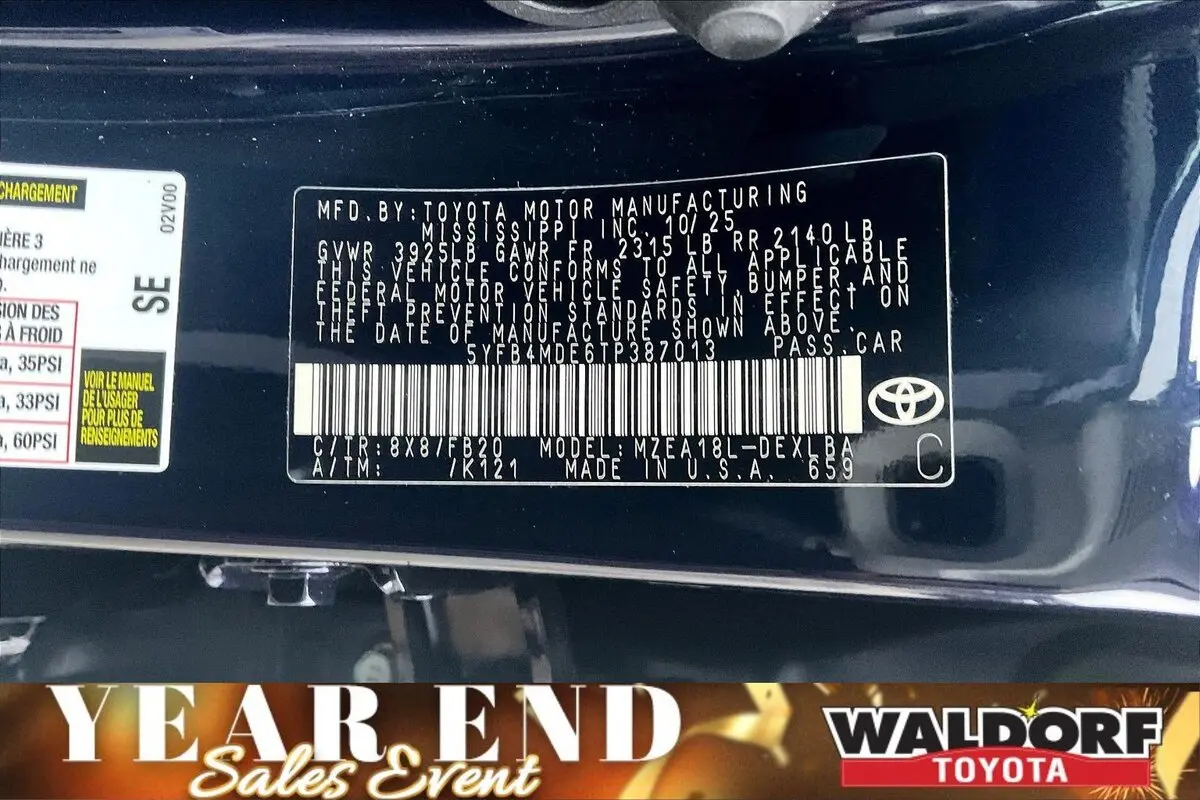 CHARGEMENT
IÈRE 3
hargement ne
SION DES
À FROID
a, 35PSI
a, 33PSI
a, 60PSI
02V00
SE
VOIR LE MANUEL
DE L'USAGER
POUR PLUS DE
RENSEIGNEMENTS
MFD.BY:TOYOTA MOTOR MANUFACTURING
MISSISSIPPI INC. 10/25
GVWR 3925LB GAWR FR 2315LB RR 2140LB
THIS VEHICLE CONFORMS TO ALL APPLICABLE
FEDERAL MOTOR VEHICLE SAFETY,BUMPER,AND
THEFT PREVENTION STANDARDS IN EFFECT ON
THE DATE OF MANUFACTURE SHOWN ABOVE.
5YFB4MDE6TP387013 PASS.CAR
C/TR:8X8/FB20 MODEL:MZEA18L-DEXLBA
A/TM: /K121 MADE IN U.S.A. 659
C
YEAR END
Sales Event
WALDORF
TOYOTA